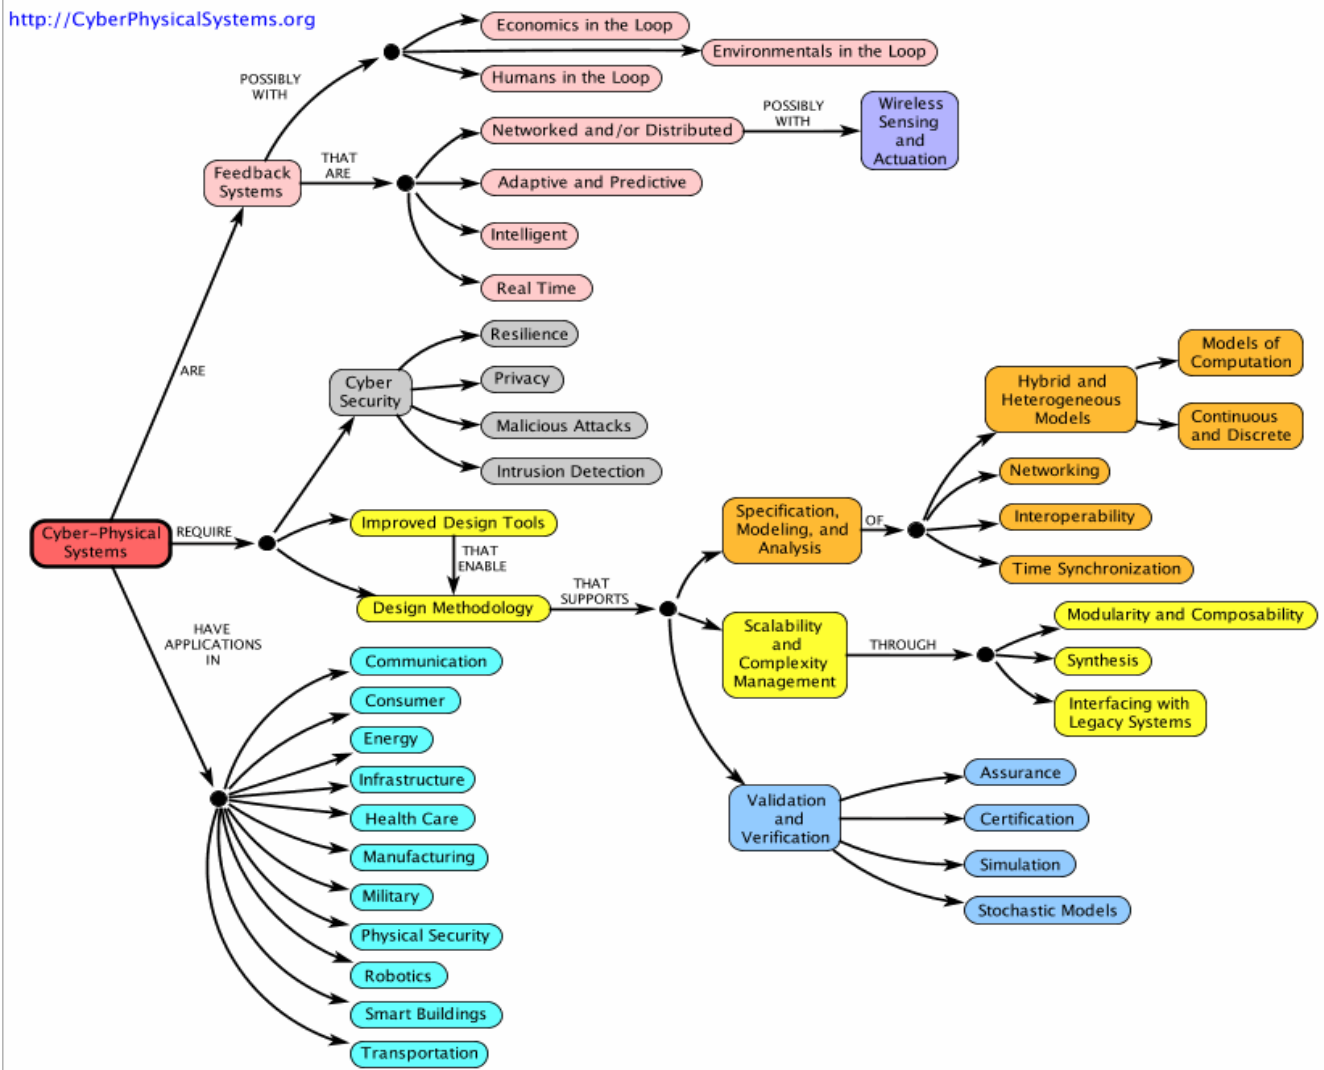 http://CyberPhysicalSystems.org
Economics in the Loop
Environmentals in the Loop
Humans in the Loop
POSSIBLY
WITH
Networked and/or Distributed
POSSIBLY
WITH
Wireless
Sensing
and
Actuation
Feedback
Systems
THAT
ARE
Adaptive and Predictive
Intelligent
Real Time
ARE
Cyber
Security
Resilience
Privacy
Malicious Attacks
Intrusion Detection
Cyber-Physical
Systems
REQUIRE
Improved Design Tools
THAT
ENABLE
Design Methodology
THAT
SUPPORTS
Specification,
Modeling, and
Analysis
OF
Hybrid and
Heterogeneous
Models
Models of
Computation
Continuous
and Discrete
Networking
Interoperability
Time Synchronization
Scalability
and
Complexity
Management
THROUGH
Modularity and Composability
Synthesis
Interfacing with
Legacy Systems
Validation
and
Verification
Assurance
Certification
Simulation
Stochastic Models
HAVE
APPLICATIONS
IN
Communication
Consumer
Energy
Infrastructure
Health Care
Manufacturing
Military
Physical Security
Robotics
Smart Buildings
Transportation